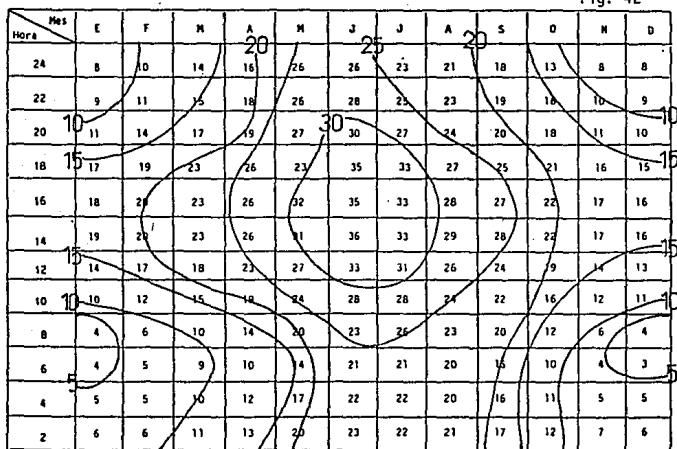 Fig. 42
Mes
Hora E F M A M J J A S O N D
20 25 20
24 8 10 14 16 26 26 23 21 18 13 8 8
22 9 11 15 18 26 28 25 23 19 16 10 9
10 30 10
20 11 14 17 19 27 30 27 24 20 18 11 10
15 15
18 17 19 23 26 23 35 33 27 25 21 16 15
16 18 20 23 26 32 35 33 28 27 22 17 16
14 19 20 23 26 31 36 33 29 28 22 17 16
15 15
12 14 17 18 23 27 33 31 26 24 19 14 13
10 10
10 10 12 15 19 24 28 28 24 22 16 12 11
8 4 6 10 14 20 23 26 23 20 12 6 4
6 4 5 9 10 14 21 21 20 15 10 4 3
5 5
4 5 5 10 12 17 22 22 20 16 11 5 5
2 6 6 11 13 20 23 22 21 17 12 7 6